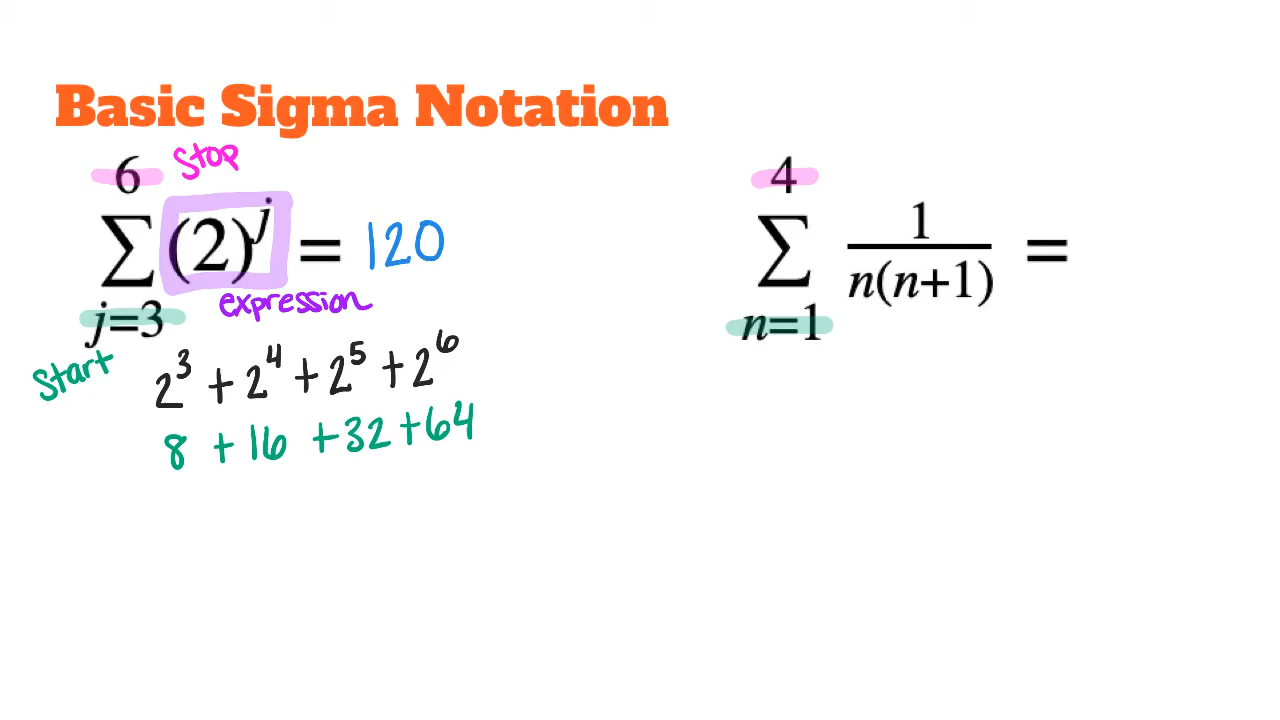 Basic Sigma Notation
6 Stop
∑ (2)^j = 120
j=3 expression
Start
2^3 + 2^4 + 2^5 + 2^6
8 + 16 + 32 + 64
4
∑ 1/n(n+1) =
n=1